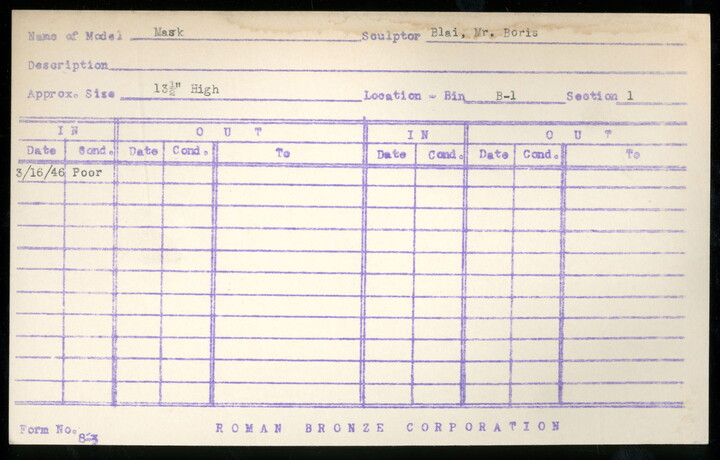 Name of Model Mask Sculptor Blai, Mr. Boris
Description
Approx. Size 13½" High Location - Bin B-1 Section 1
IN OUT IN OUT
Date Cond. Date Cond. To Date Cond. Date Cond. To
3/16/46 Poor
Form No. 823 ROMAN BRONZE CORPORATION